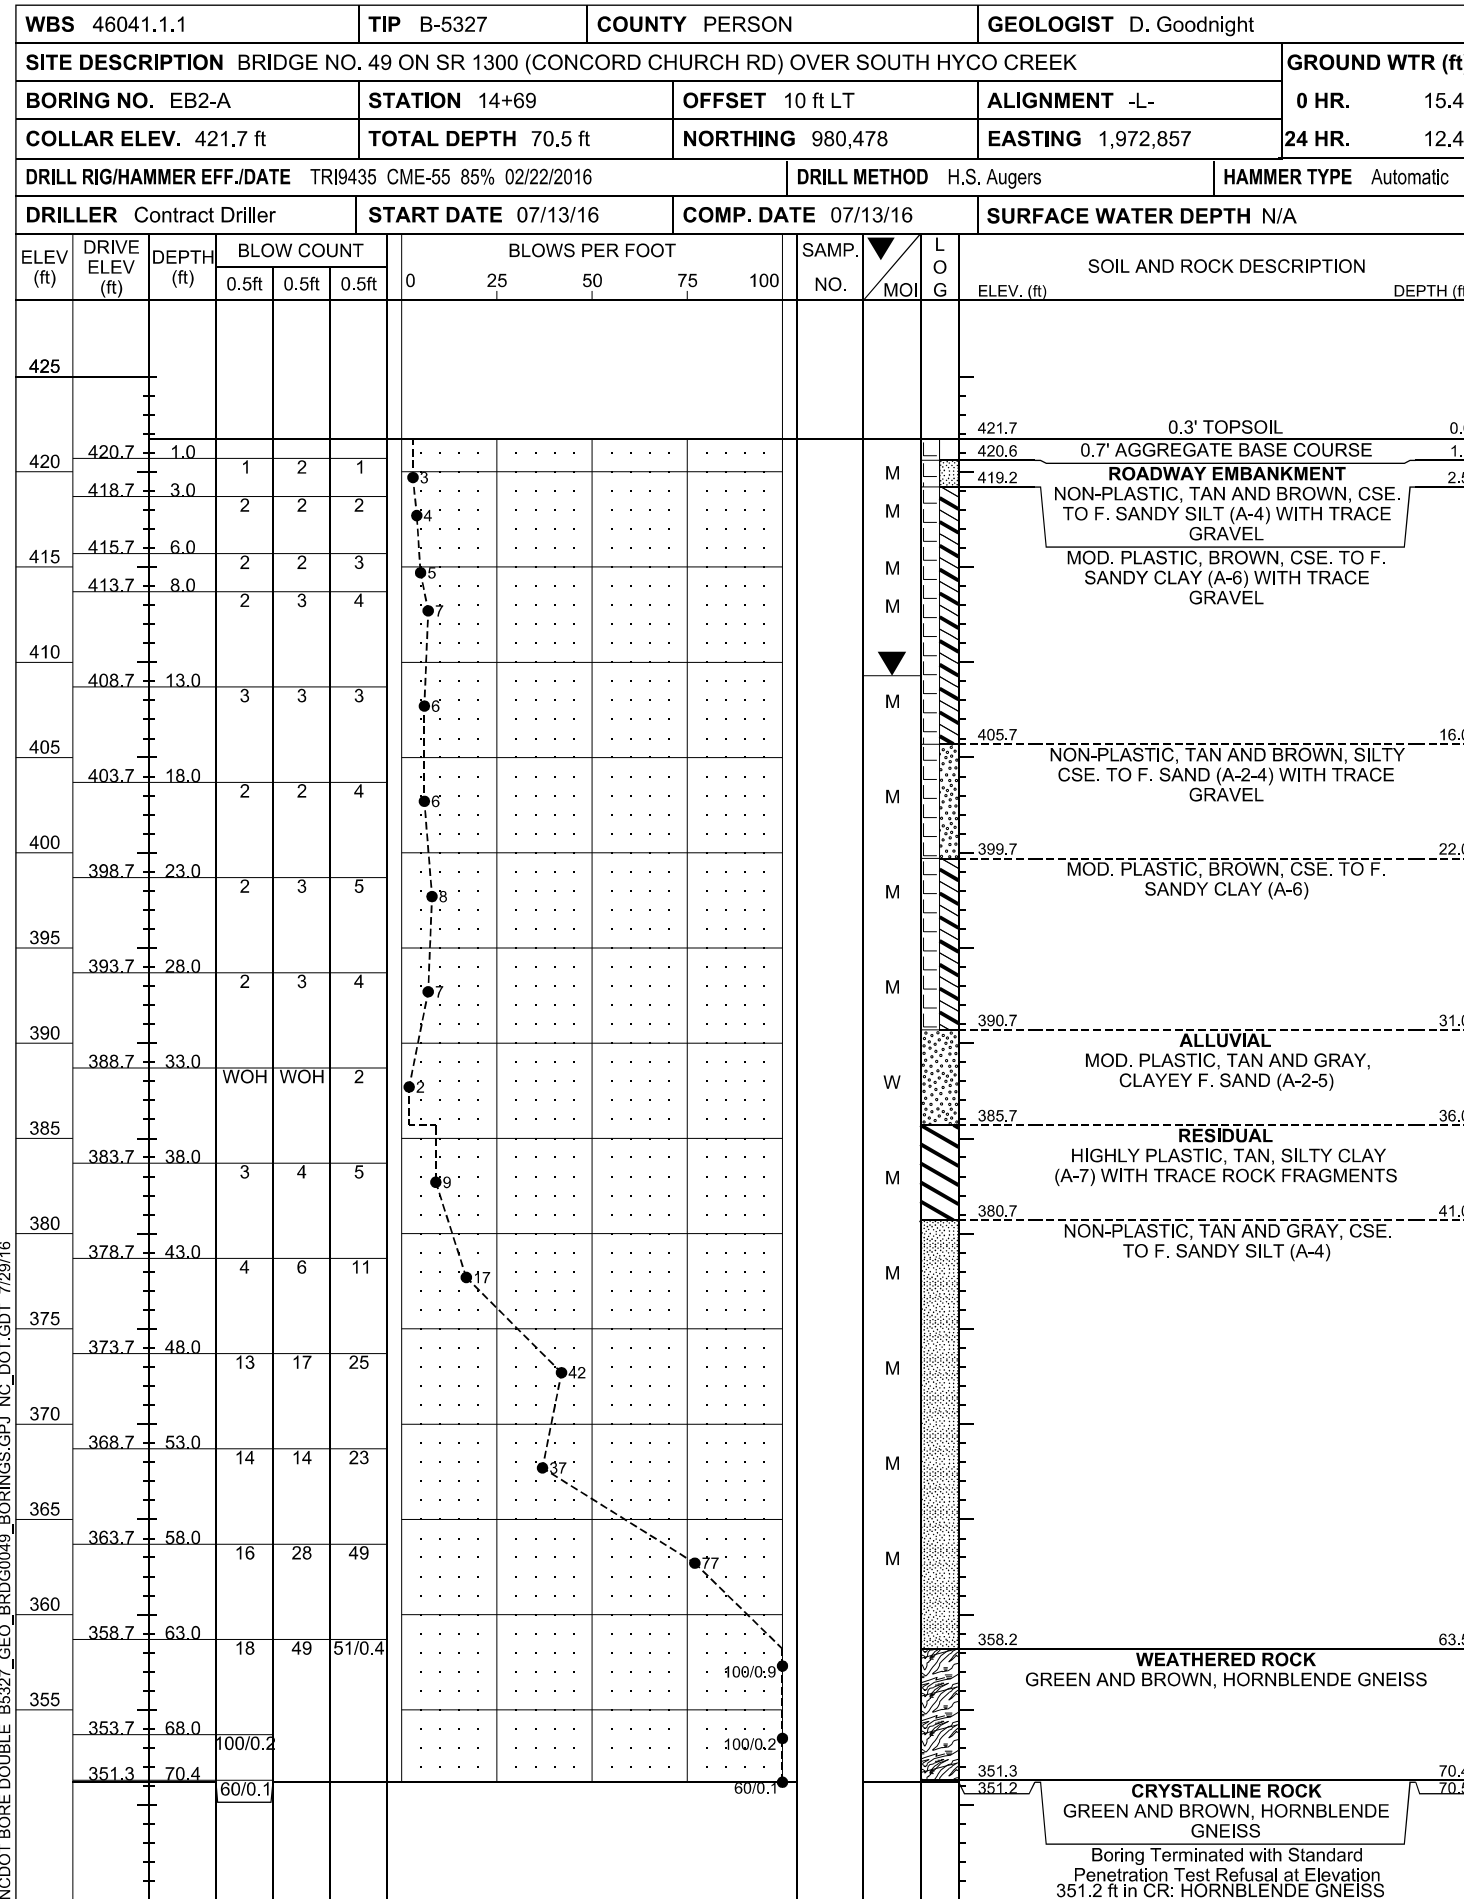 WBS 46041.1.1 TIP B-5327 COUNTY PERSON GEOLOGIST D. Goodnight
SITE DESCRIPTION BRIDGE NO. 49 ON SR 1300 (CONCORD CHURCH RD) OVER SOUTH HYCO CREEK GROUND WTR (ft)
BORING NO. EB2-A STATION 14+69 OFFSET 10 ft LT ALIGNMENT -L- 0 HR. 15.4
COLLAR ELEV. 421.7 ft TOTAL DEPTH 70.5 ft NORTHING 980,478 EASTING 1,972,857 24 HR. 12.4
DRILL RIG/HAMMER EFF./DATE TRI9435 CME-55 85% 02/22/2016 DRILL METHOD H.S. Augers HAMMER TYPE Automatic
DRILLER Contract Driller START DATE 07/13/16 COMP. DATE 07/13/16 SURFACE WATER DEPTH N/A
ELEV (ft) DRIVE ELEV (ft) DEPTH (ft) BLOW COUNT BLOWS PER FOOT SAMP. NO. MOI LOG SOIL AND ROCK DESCRIPTION
0.5ft 0.5ft 0.5ft 0 25 50 75 100 ELEV. (ft) DEPTH (ft
425
421.7 0.3' TOPSOIL 0.
420.7 1.0 420.6 0.7' AGGREGATE BASE COURSE 1.
420 1 2 1 3 M ROADWAY EMBANKMENT
418.7 3.0 419.2 2.5
NON-PLASTIC, TAN AND BROWN, CSE.
2 2 2 4 M TO F. SANDY SILT (A-4) WITH TRACE
GRAVEL
415.7 6.0
415 2 2 3 5 M MOD. PLASTIC, BROWN, CSE. TO F.
413.7 8.0 SANDY CLAY (A-6) WITH TRACE
2 3 4 7 M GRAVEL
410
408.7 13.0
3 3 3 6 M
405 405.7 16.0
NON-PLASTIC, TAN AND BROWN, SILTY
403.7 18.0 CSE. TO F. SAND (A-2-4) WITH TRACE
2 2 4 6 M GRAVEL
400 399.7 22.0
398.7 23.0 MOD. PLASTIC, BROWN, CSE. TO F.
2 3 5 8 M SANDY CLAY (A-6)
395
393.7 28.0
2 3 4 7 M
390 390.7 31.0
ALLUVIAL
388.7 33.0 MOD. PLASTIC, TAN AND GRAY,
WOH WOH 2 2 W CLAYEY F. SAND (A-2-5)
385 385.7 36.0
RESIDUAL
383.7 38.0 HIGHLY PLASTIC, TAN, SILTY CLAY
3 4 5 9 M (A-7) WITH TRACE ROCK FRAGMENTS
380 380.7 41.0
NON-PLASTIC, TAN AND GRAY, CSE.
378.7 43.0 TO F. SANDY SILT (A-4)
4 6 11 17 M
375
373.7 48.0
13 17 25 42 M
370
368.7 53.0
14 14 23 37 M
365
363.7 58.0
16 28 49 77 M
360
358.7 63.0 358.2 63.5
18 49 51/0.4 100/0.9 WEATHERED ROCK
GREEN AND BROWN, HORNBLENDE GNEISS
355
353.7 68.0
100/0.2 100/0.2
351.3 70.4 351.3 70.4
60/0.1 60/0.1 351.2 CRYSTALLINE ROCK 70.5
GREEN AND BROWN, HORNBLENDE
GNEISS
Boring Terminated with Standard
Penetration Test Refusal at Elevation
351.2 ft in CR: HORNBLENDE GNEISS
NCDOT BORE DOUBLE B5327_GEO_BRDG0049_BORINGS.GPJ NC_DOT.GDT 7/29/16